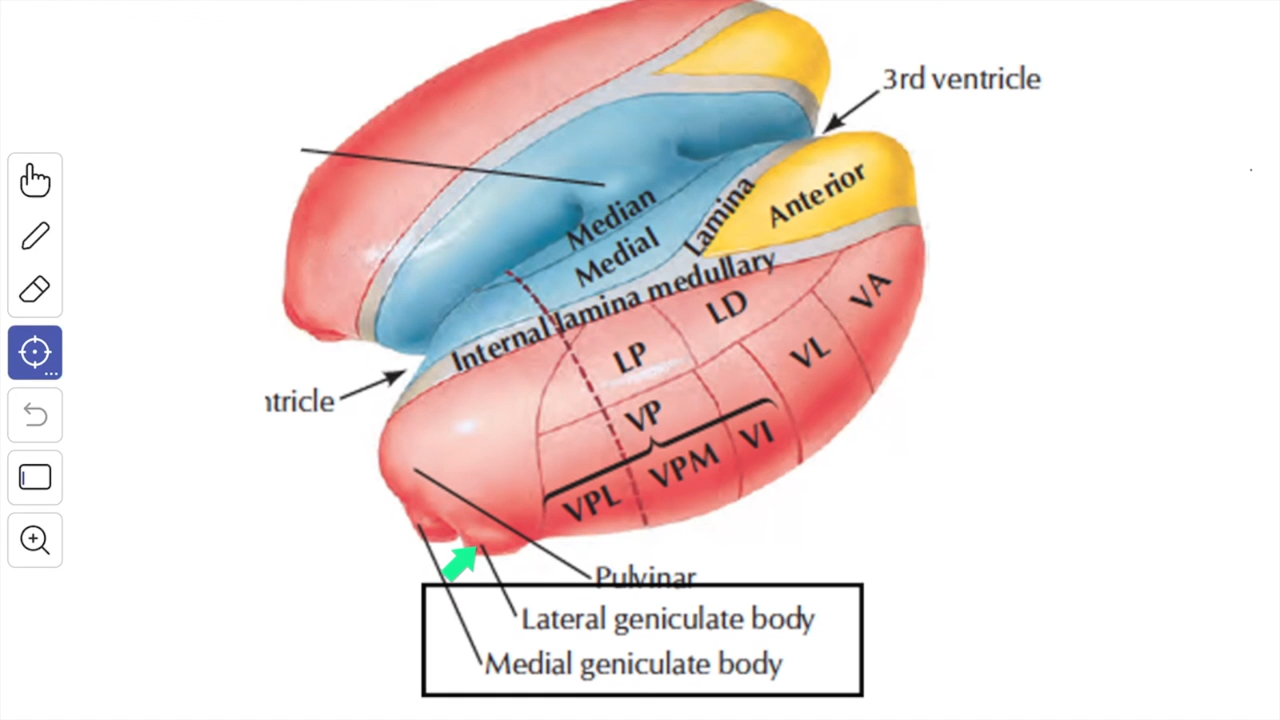 3rd ventricle
Anterior
Lamina
Median
Medial
Internal lamina medullary
LD
VA
LP
VL
VP
VI
VPM
VPL
ntricle
Pulvinar
Lateral geniculate body
Medial geniculate body